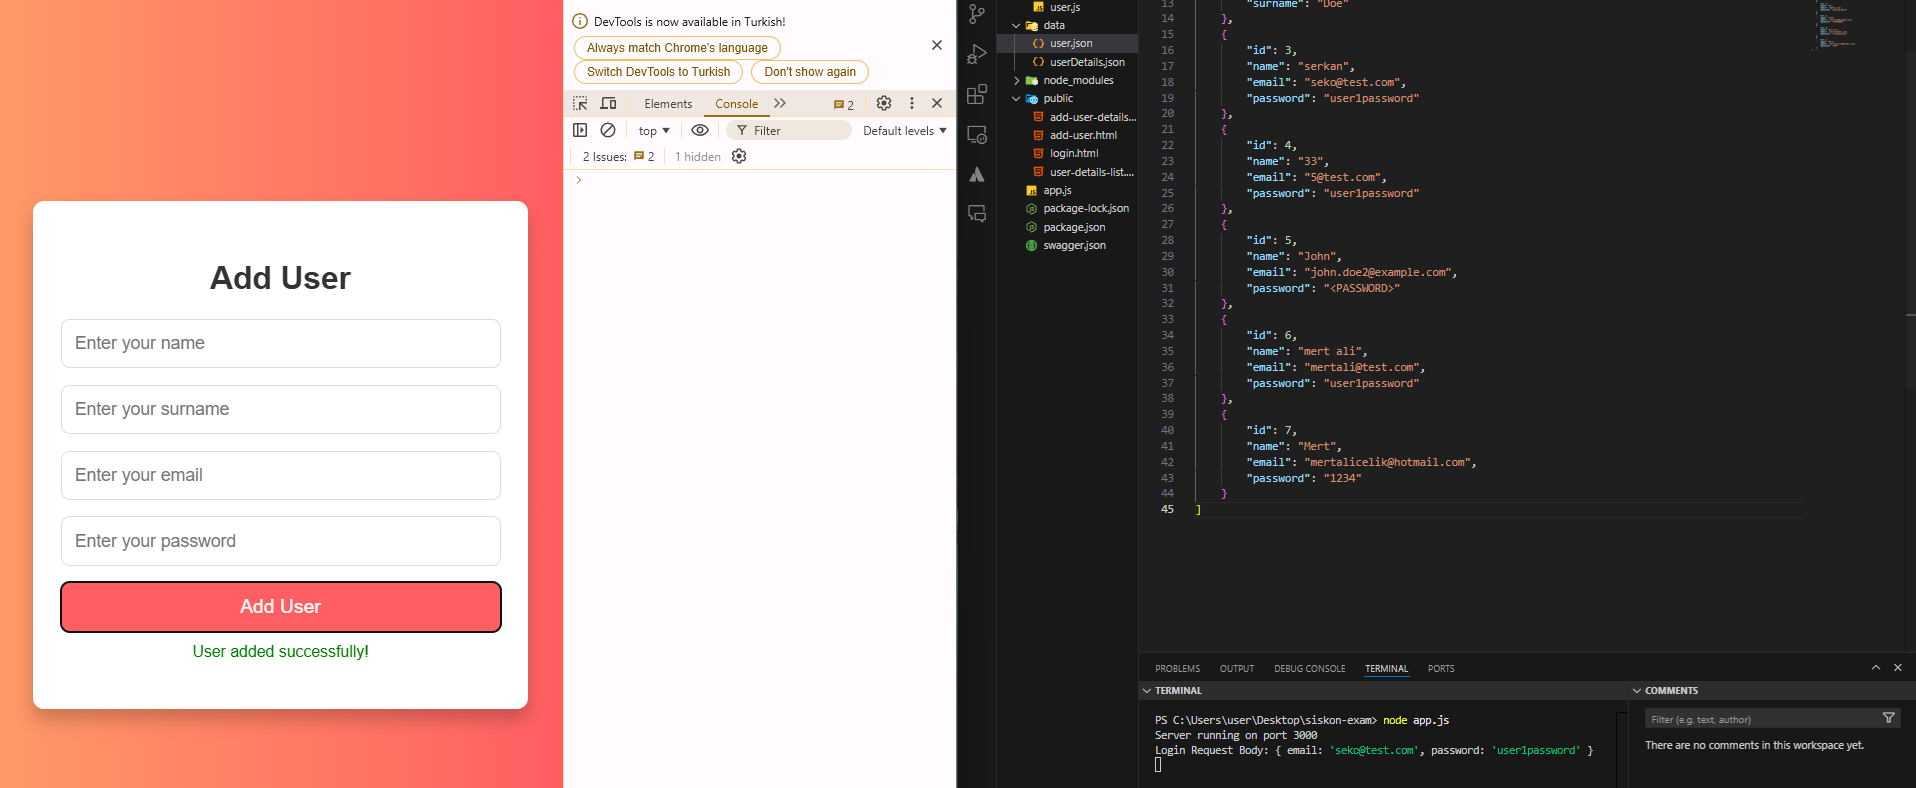 Add User
Enter your name
Enter your surname
Enter your email
Enter your password
Add User
User added successfully!
DevTools is now available in Turkish!
Always match Chrome's language
Switch DevTools to Turkish
Don't show again
Elements
Console
2
top
Filter
Default levels
2 Issues:
2
1 hidden
user.js
data
user.json
userDetails.json
node_modules
public
add-user-details...
add-user.html
login.html
user-details-list....
app.js
package-lock.json
package.json
swagger.json
13 "surname": "Doe"
14 },
15 {
16 "id": 3,
17 "name": "serkan",
18 "email": "seko@test.com",
19 "password": "user1password"
20 },
21 {
22 "id": 4,
23 "name": "33",
24 "email": "5@test.com",
25 "password": "user1password"
26 },
27 {
28 "id": 5,
29 "name": "John",
30 "email": "john.doe2@example.com",
31 "password": "<PASSWORD>"
32 },
33 {
34 "id": 6,
35 "name": "mert ali",
36 "email": "mertali@test.com",
37 "password": "user1password"
38 },
39 {
40 "id": 7,
41 "name": "Mert",
42 "email": "mertalicelik@hotmail.com",
43 "password": "1234"
44 }
45 ]
PROBLEMS OUTPUT DEBUG CONSOLE TERMINAL PORTS
TERMINAL
PS C:\Users\user\Desktop\siskon-exam> node app.js
Server running on port 3000
Login Request Body: { email: 'seko@test.com', password: 'user1password' }
COMMENTS
Filter (e.g. text, author)
There are no comments in this workspace yet.